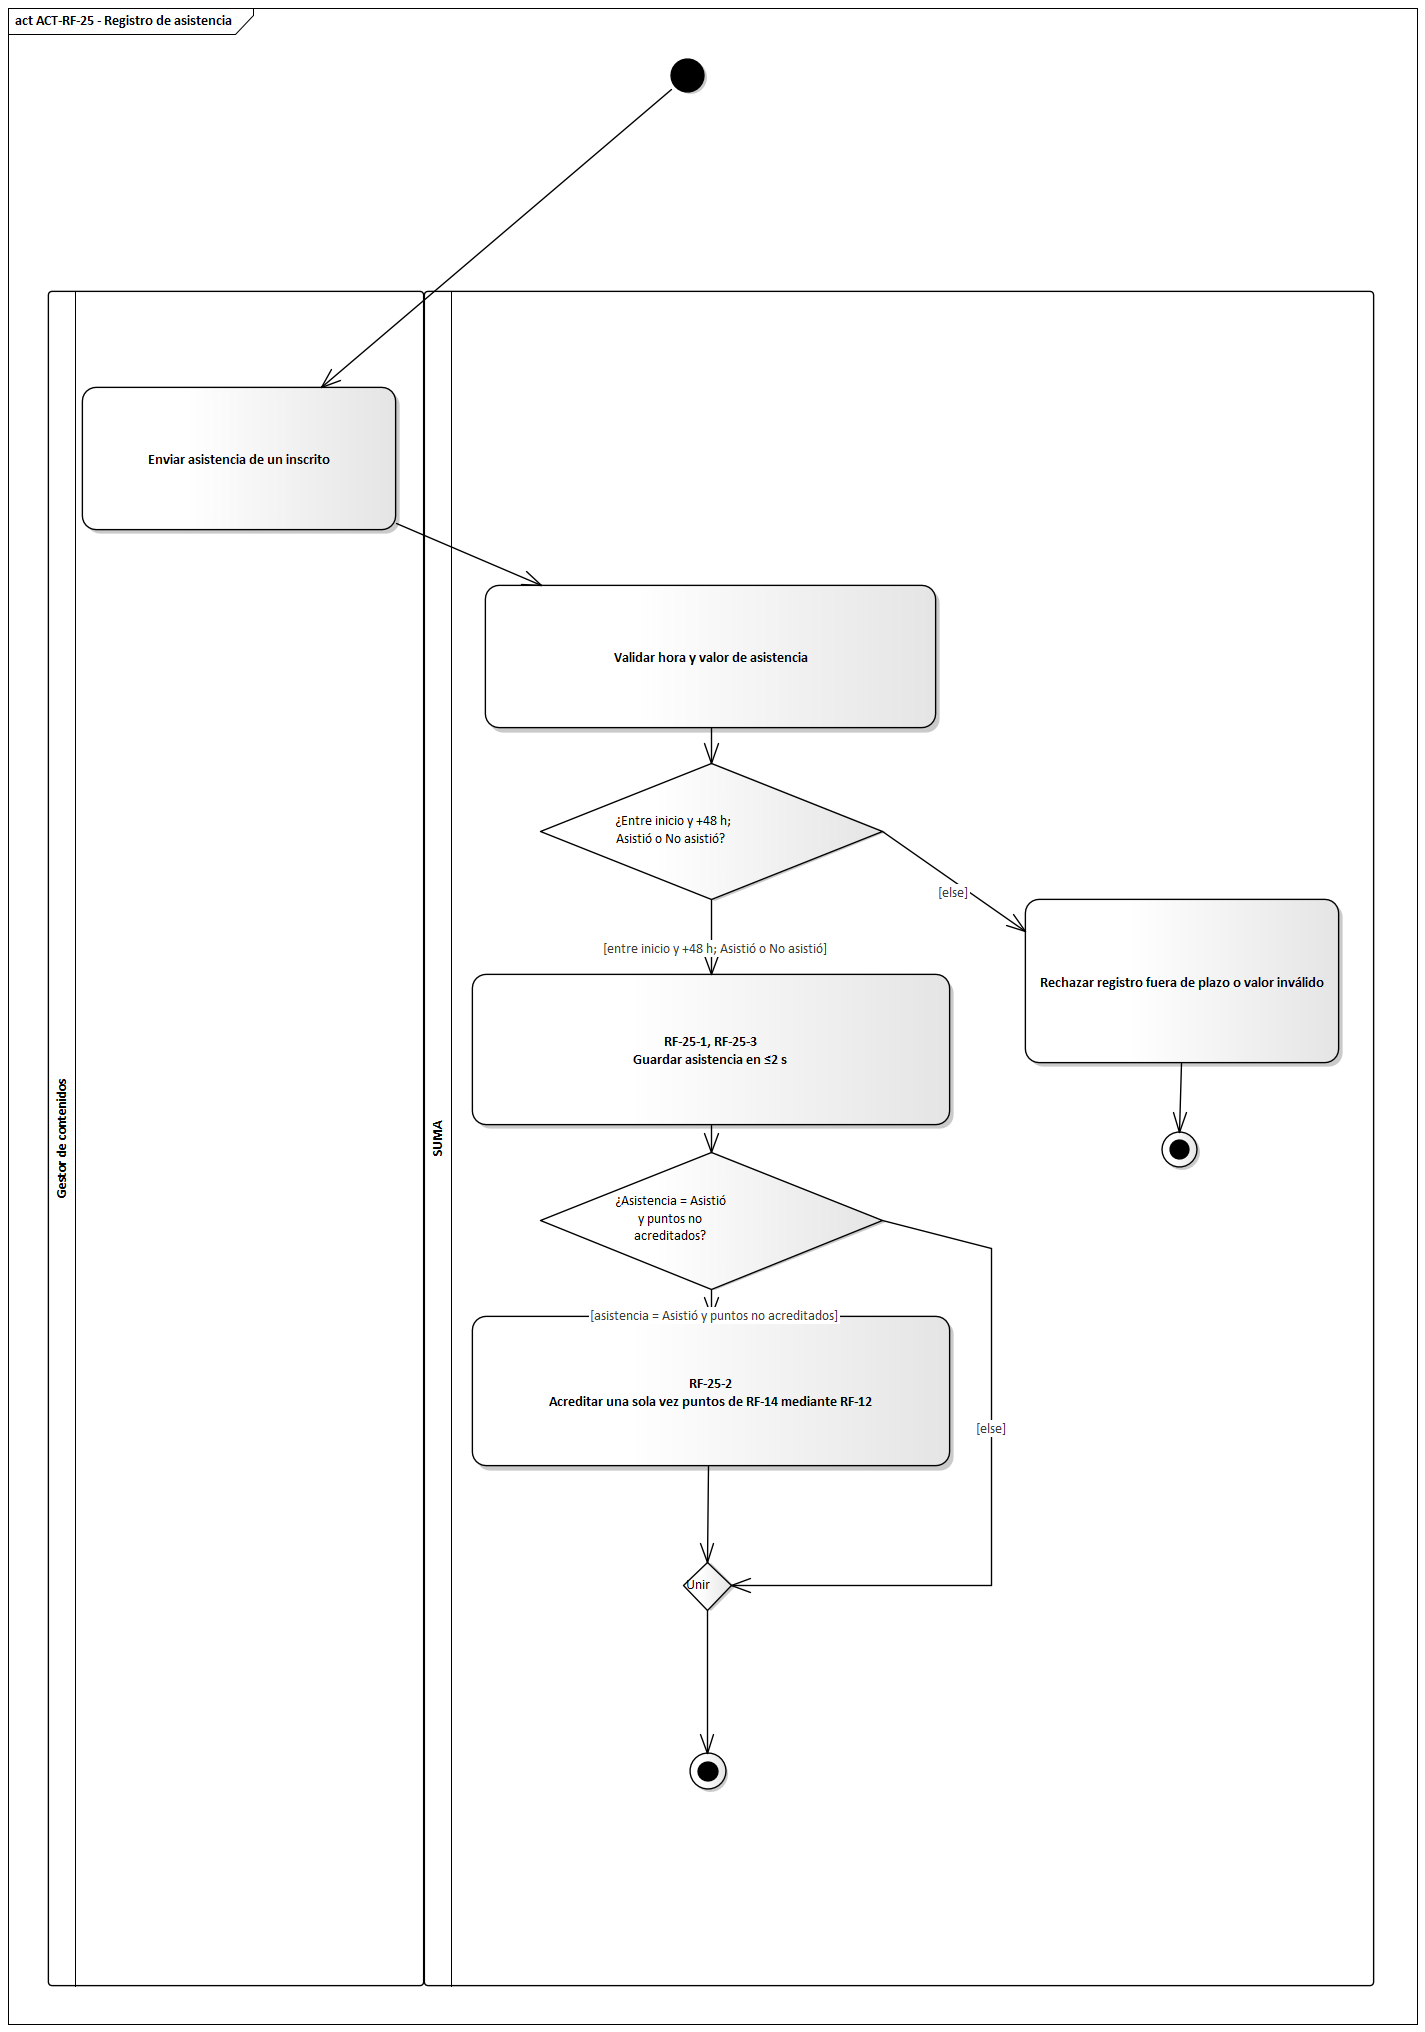 act ACT-RF-25 - Registro de asistencia
Gestor de contenidos
SUMA
Enviar asistencia de un inscrito
Validar hora y valor de asistencia
¿Entre inicio y +48 h;
Asistió o No asistió?
[else]
[entre inicio y +48 h; Asistió o No asistió]
Rechazar registro fuera de plazo o valor inválido
RF-25-1, RF-25-3
Guardar asistencia en ≤2 s
¿Asistencia = Asistió
y puntos no
acreditados?
[asistencia = Asistió y puntos no acreditados]
RF-25-2
Acreditar una sola vez puntos de RF-14 mediante RF-12
[else]
Unir